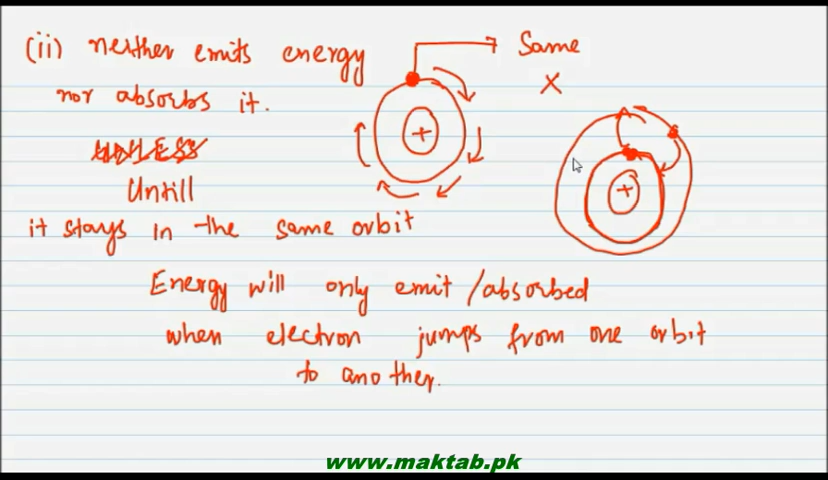 (ii) neither emits energy
nor absorbs it.
UNLESS
Untill
it stays in the same orbit
Same
X
+
+
Energy will only emit/absorbed
when electron jumps from one orbit
to another.
www.maktab.pk